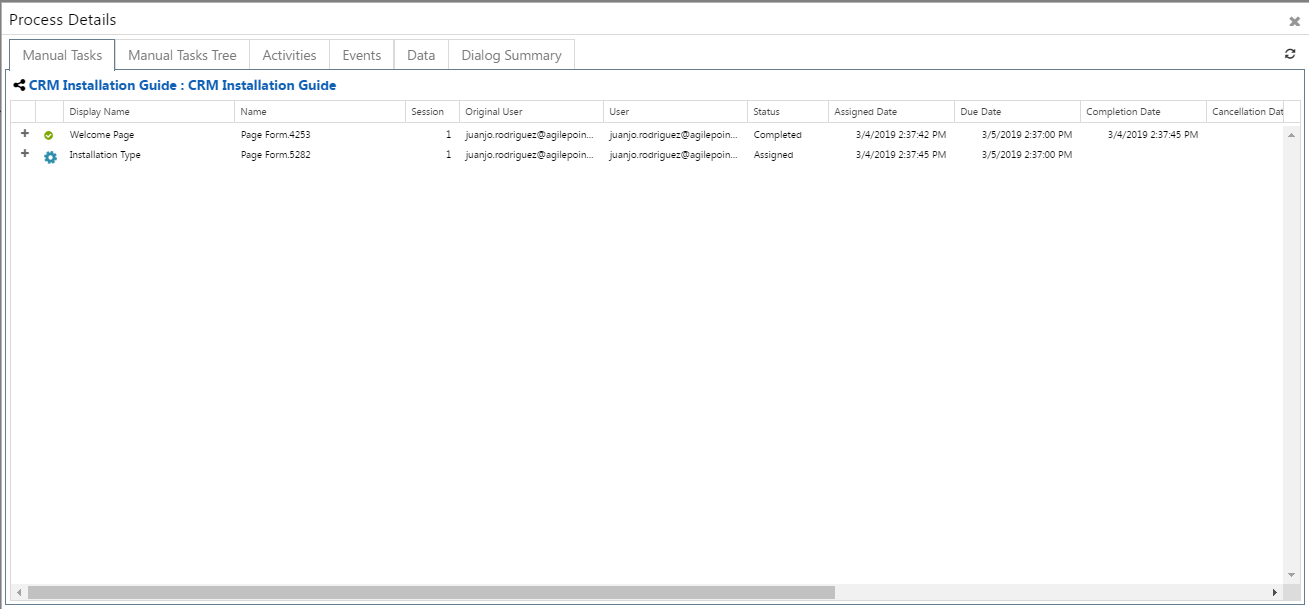 Process Details
Manual Tasks Manual Tasks Tree Activities Events Data Dialog Summary
CRM Installation Guide : CRM Installation Guide
Display Name Name Session Original User User Status Assigned Date Due Date Completion Date Cancellation Dat
Welcome Page Page Form.4253 1 juanjo.rodriguez@agilepoin... juanjo.rodriguez@agilepoin... Completed 3/4/2019 2:37:42 PM 3/5/2019 2:37:00 PM 3/4/2019 2:37:45 PM
Installation Type Page Form.5282 1 juanjo.rodriguez@agilepoin... juanjo.rodriguez@agilepoin... Assigned 3/4/2019 2:37:45 PM 3/5/2019 2:37:00 PM